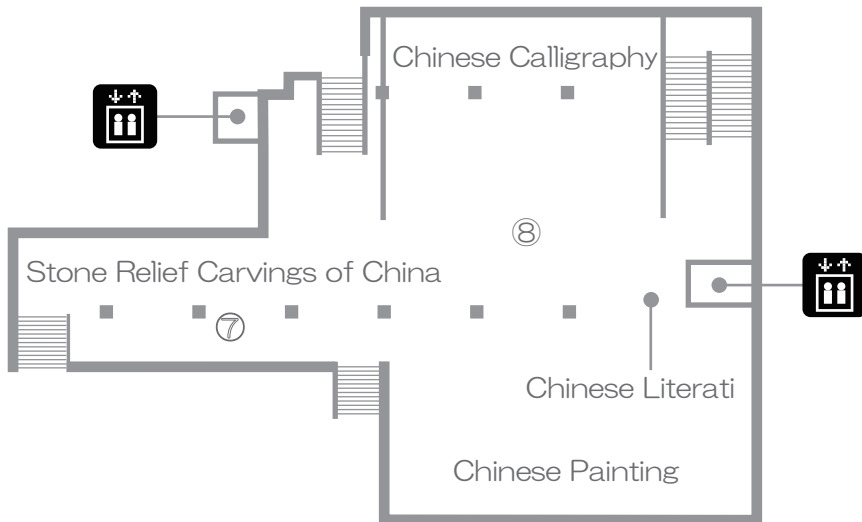 Chinese Calligraphy
⑧
Stone Relief Carvings of China
⑦
Chinese Literati
Chinese Painting